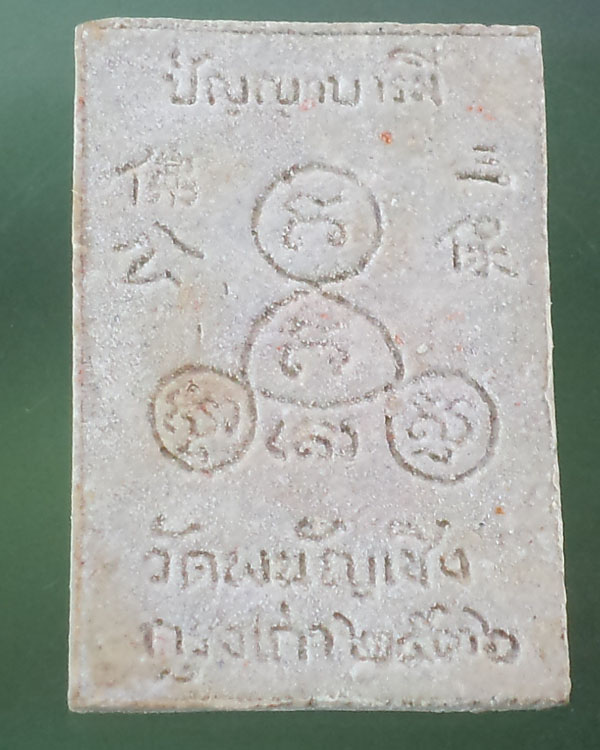 ปัญญาบารมี
三保
佛公
วัดพนัญเชิง
กรุงเก่า ๒๕๓๖